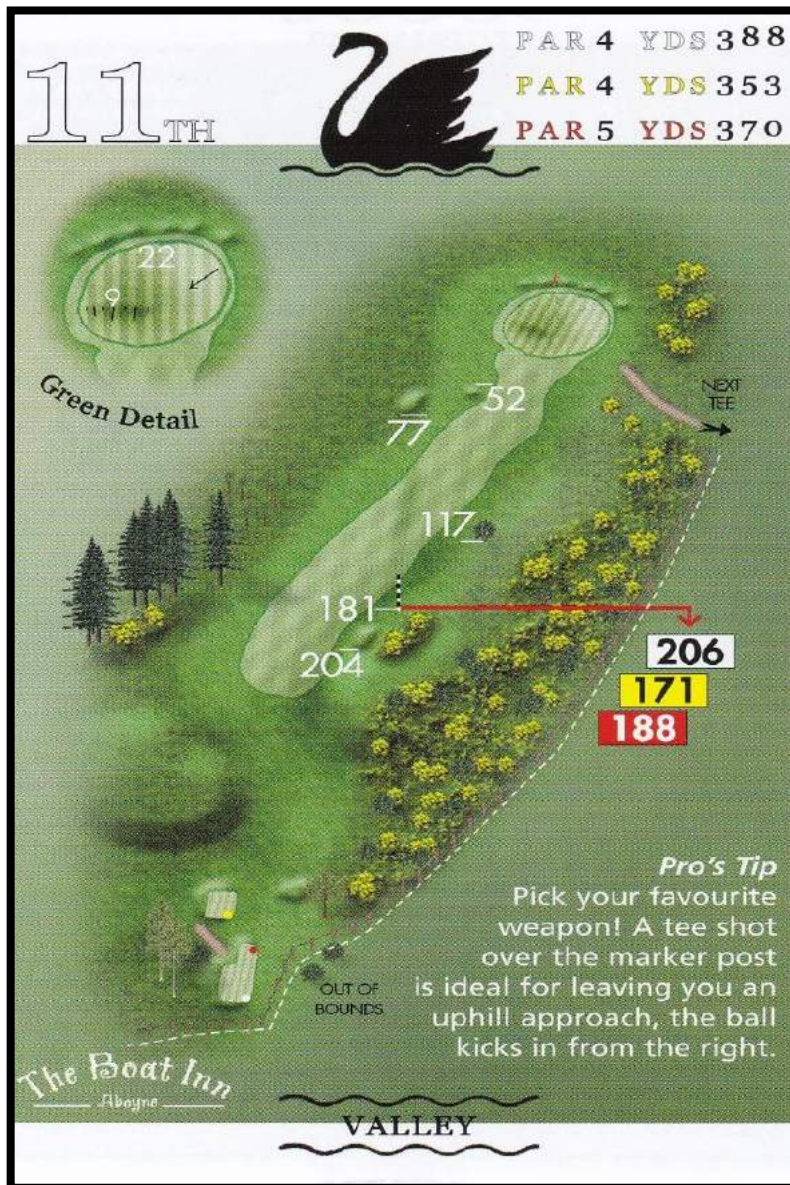 11TH
PAR 4 YDS 388
PAR 4 YDS 353
PAR 5 YDS 370
22
9
Green Detail
52
77
NEXT
TEE
117
181
204
206
171
188
Pro's Tip
Pick your favourite
weapon! A tee shot
over the marker post
is ideal for leaving you an
uphill approach, the ball
kicks in from the right.
OUT OF
BOUNDS
The Boat Inn
Aboyne
VALLEY